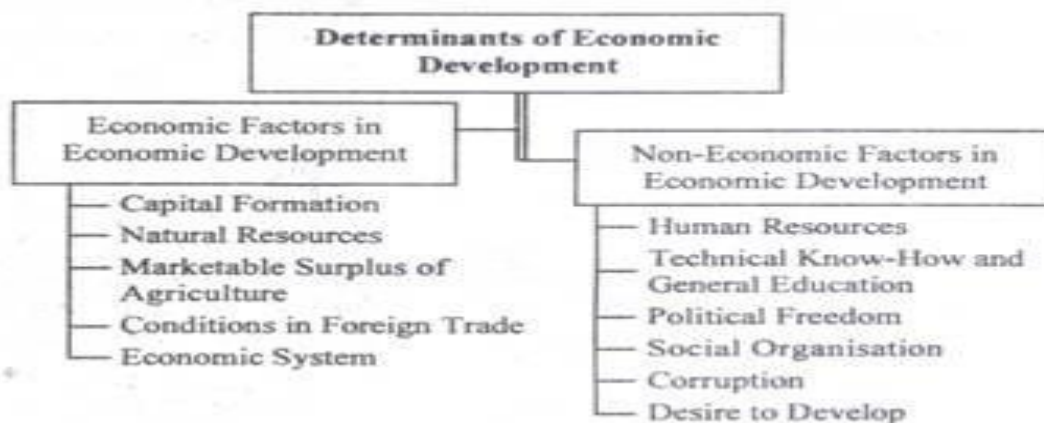 Determinants of Economic
Development
Economic Factors in
Economic Development
Capital Formation
Natural Resources
Marketable Surplus of
Agriculture
Conditions in Foreign Trade
Economic System
Non-Economic Factors in
Economic Development
Human Resources
Technical Know-How and
General Education
Political Freedom
Social Organisation
Corruption
Desire to Develop